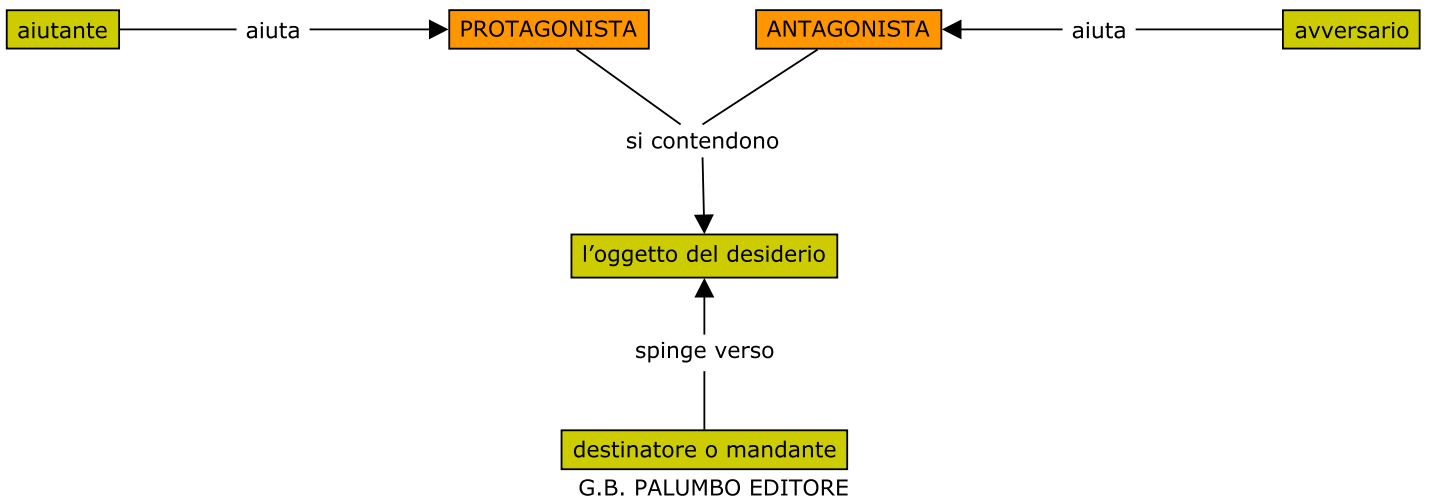 aiutante aiuta PROTAGONISTA ANTAGONISTA aiuta avversario
si contendono
l’oggetto del desiderio
spinge verso
destinatore o mandante
G.B. PALUMBO EDITORE